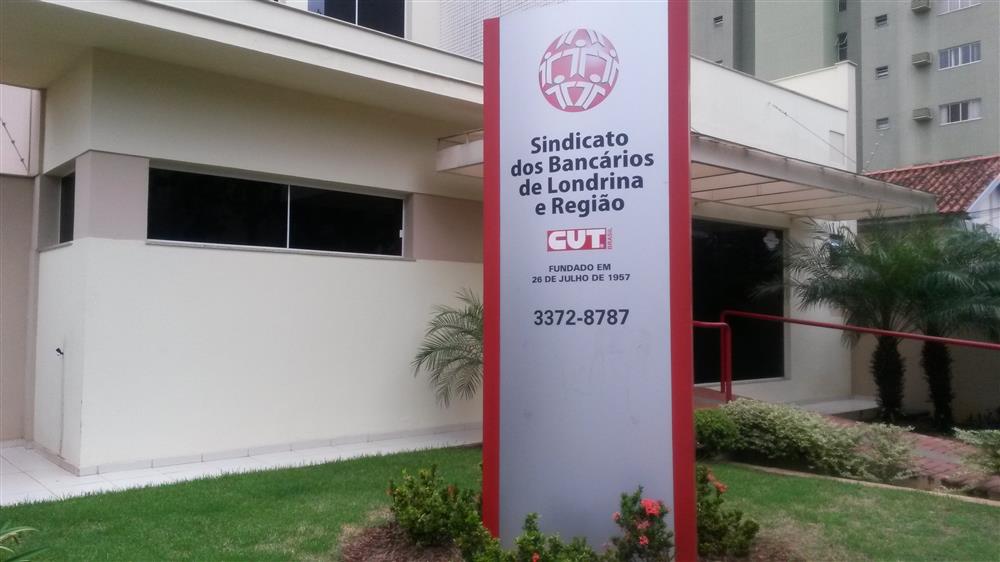 Sindicato
dos Bancários
de Londrina
e Região
CUT
BRASIL
FUNDADO EM
26 DE JULHO DE 1957
3372-8787